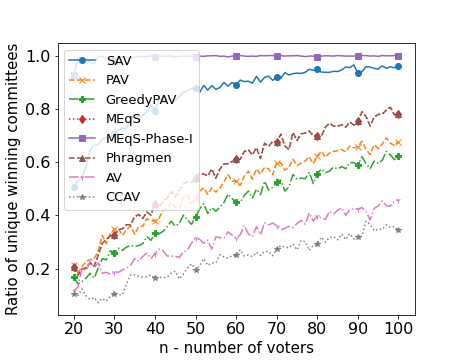 1.0
0.8
0.6
0.4
0.2
Ratio of unique winning committees
SAV
PAV
GreedyPAV
MEqS
MEqS-Phase-I
Phragmen
AV
CCAV
20 30 40 50 60 70 80 90 100
n - number of voters